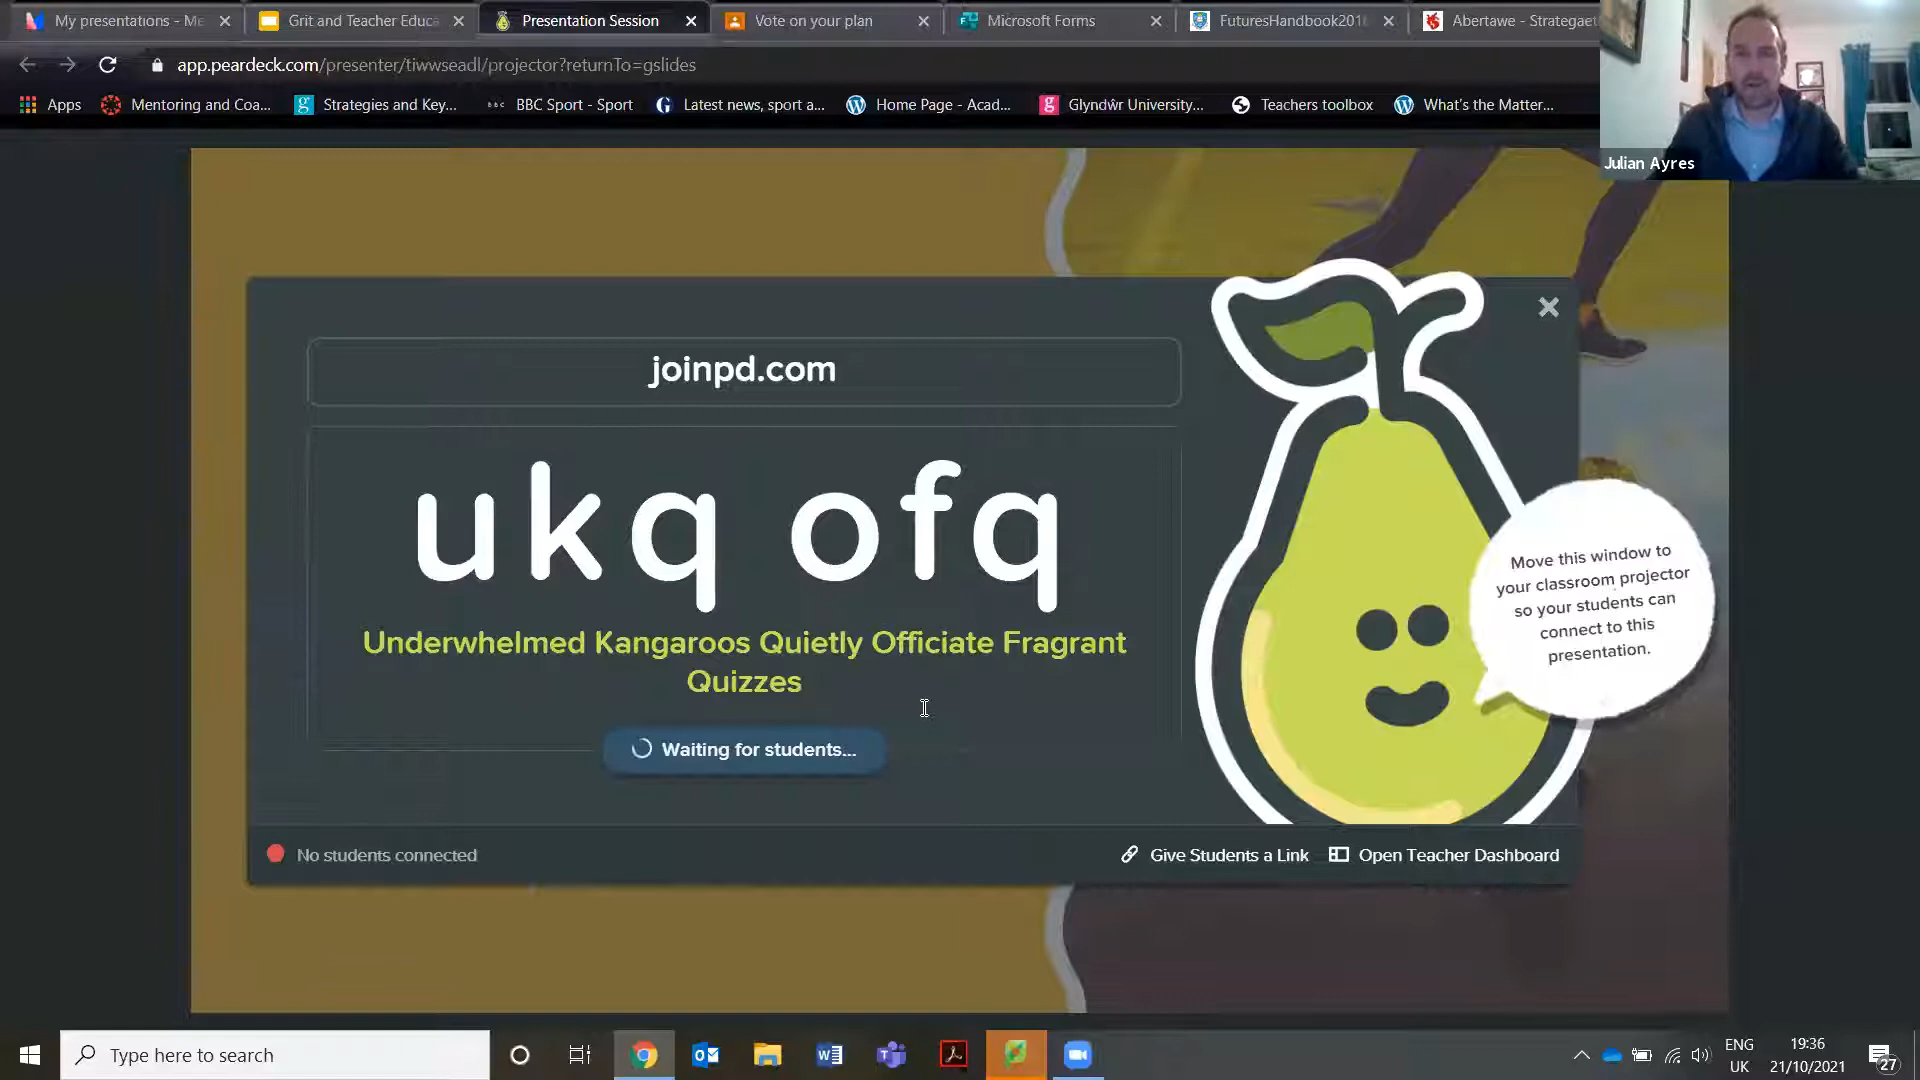 My presentations - Me
Grit and Teacher Educa
Presentation Session
Vote on your plan
Microsoft Forms
FuturesHandbook201
Abertawe - Strategaet
app.peardeck.com/presenter/tiwwseadl/projector?returnTo=gslides
Apps
Mentoring and Coa...
Strategies and Key...
BBC Sport - Sport
Latest news, sport a...
Home Page - Acad...
Glyndŵr University...
Teachers toolbox
What's the Matter...
Julian Ayres
joinpd.com
ukq ofq
Underwhelmed Kangaroos Quietly Officiate Fragrant
Quizzes
Waiting for students...
Move this window to
your classroom projector
so your students can
connect to this
presentation.
No students connected
Give Students a Link
Open Teacher Dashboard
Type here to search
ENG
UK
19:36
21/10/2021
27